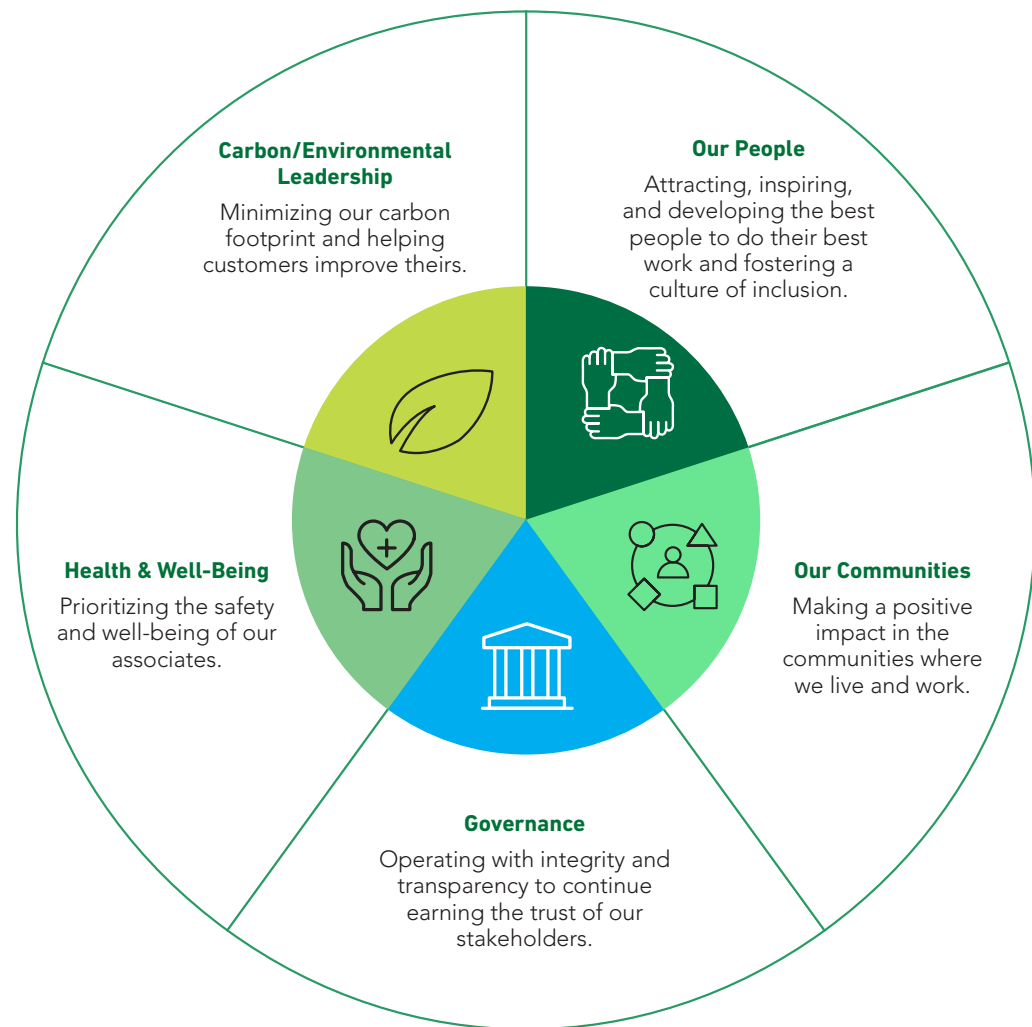 Carbon/Environmental
Leadership
Minimizing our carbon
footprint and helping
customers improve theirs.
Our People
Attracting, inspiring,
and developing the best
people to do their best
work and fostering a
culture of inclusion.
Health & Well-Being
Prioritizing the safety
and well-being of our
associates.
Our Communities
Making a positive
impact in the
communities where
we live and work.
Governance
Operating with integrity and
transparency to continue
earning the trust of our
stakeholders.